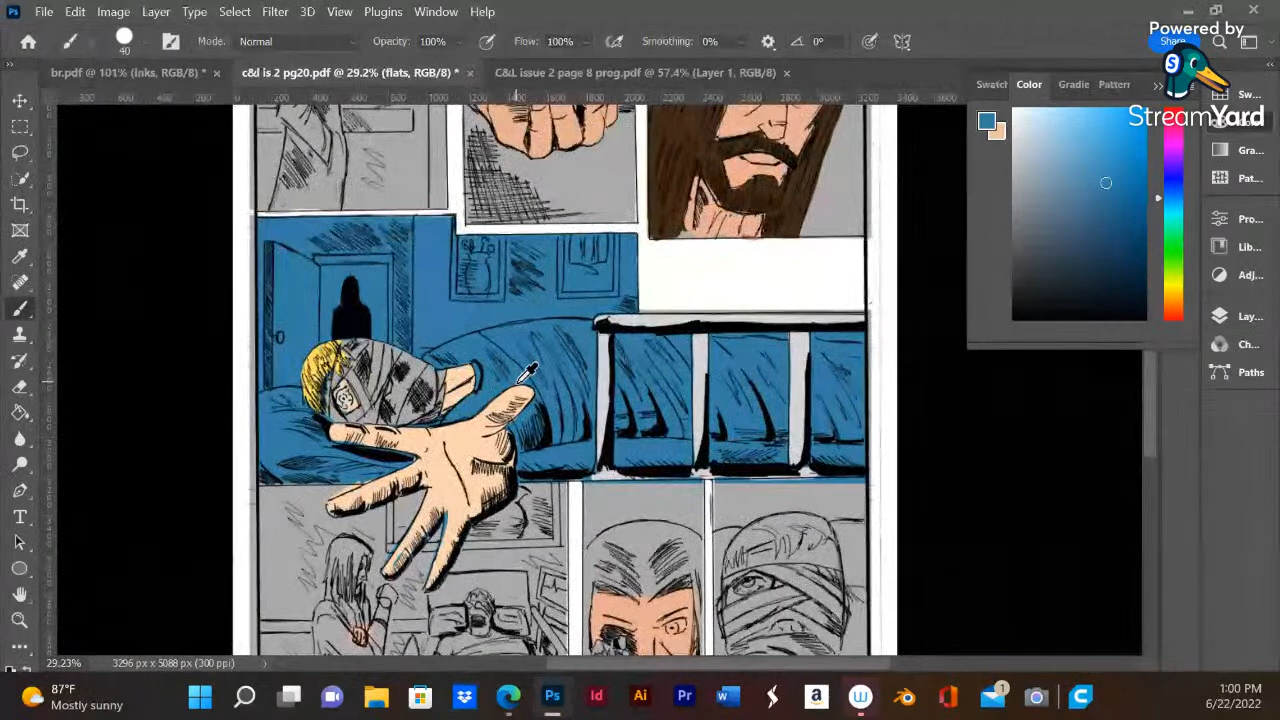 Ps File Edit Image Layer Type Select Filter 3D View Plugins Window Help
Powered by
StreamYard
40 Mode: Normal Opacity: 100% Flow: 100% Smoothing: 0% 0° Share
br.pdf @ 101% (inks, RGB/8) * × c&d is 2 pg20.pdf @ 29.2% (flats, RGB/8) * × C&L issue 2 page 8 prog.pdf @ 57.4% (Layer 1, RGB/8) ×
Swatch Color Gradie Pattern
Sw...
Gra...
Pat...
Pro...
Lib...
Adj...
Lay...
Ch...
Paths
29.23% 3296 px x 5088 px (300 ppi)
87°F
Mostly sunny
1:00 PM
6/22/2022